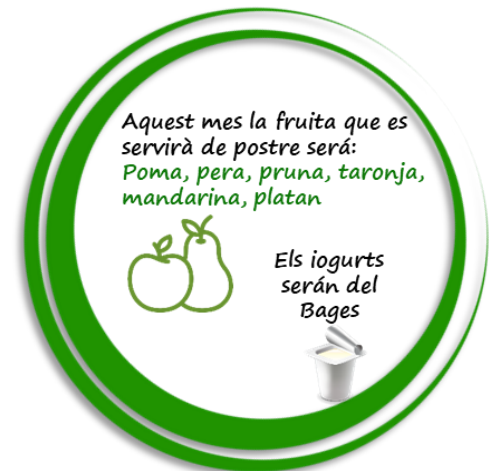 Aquest mes la fruita que es
servirà de postre será:
Poma, pera, pruna, taronja,
mandarina, platan
Els iogurts
serán del
Bages